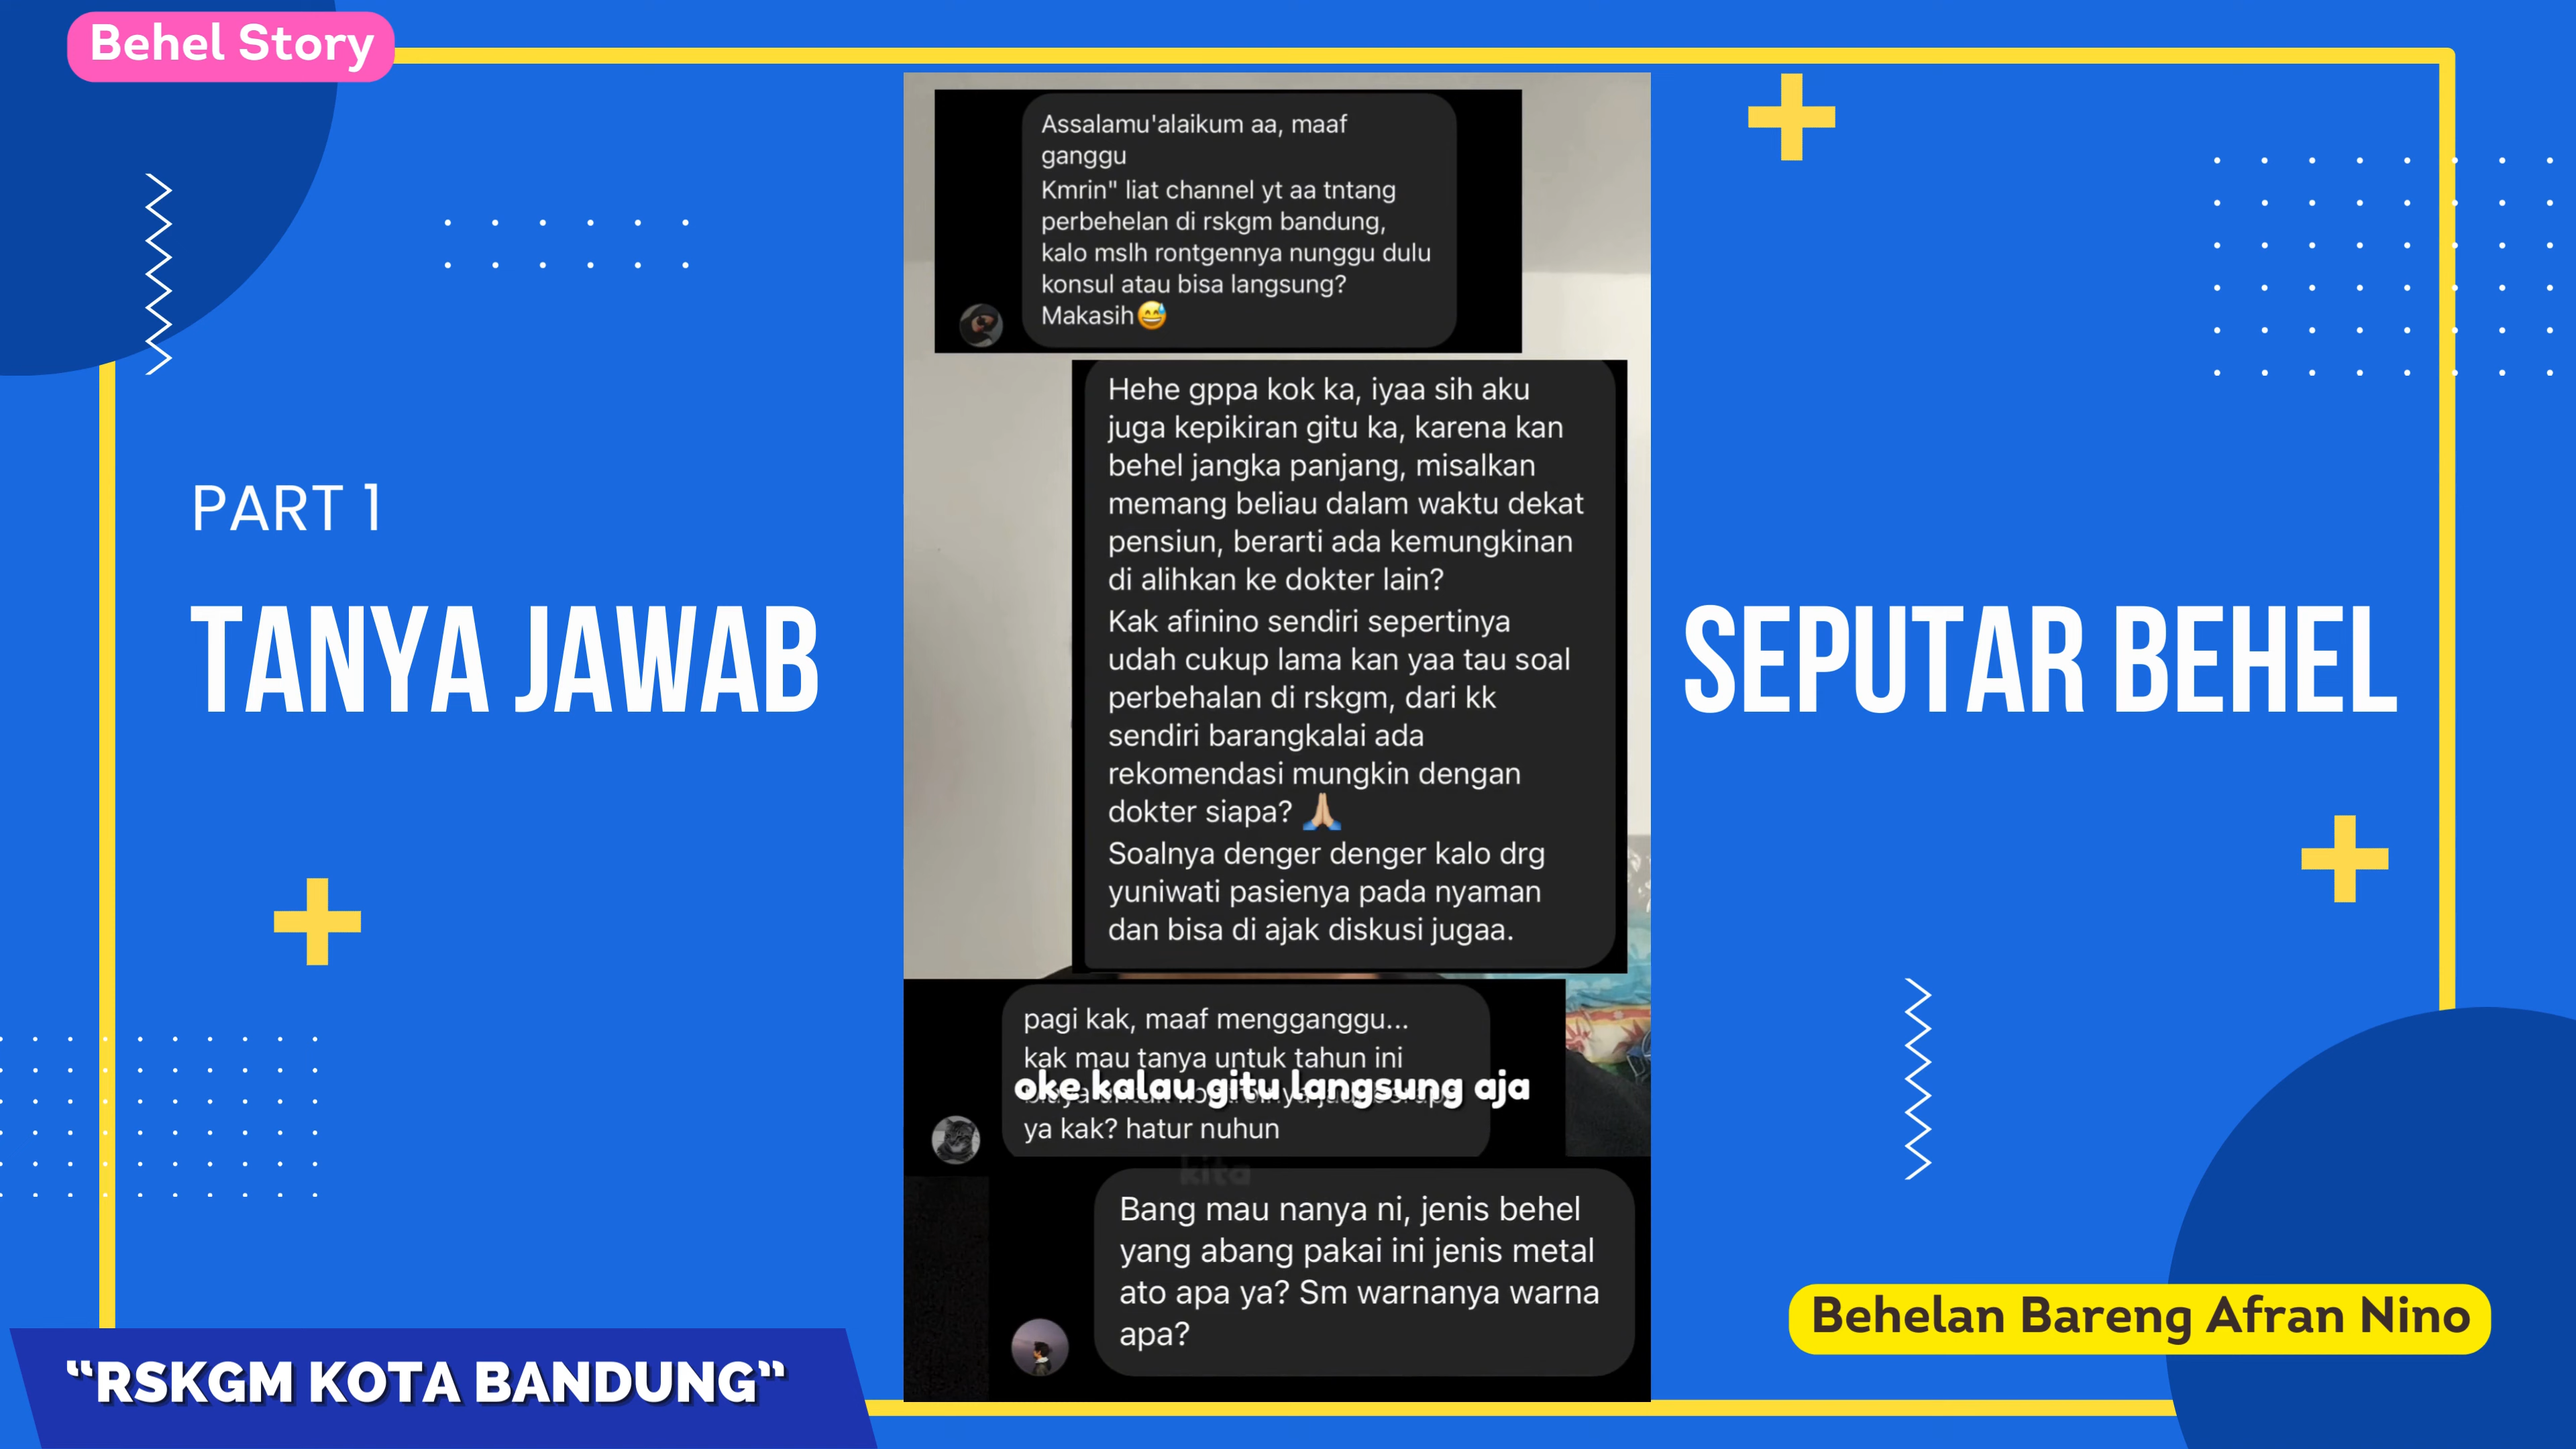 Behel Story
Assalamu'alaikum aa, maaf
ganggu
Kmrin" liat channel yt aa tntang
perbehelan di rskgm bandung,
kalo mslh rontgennya nunggu dulu
konsul atau bisa langsung?
Makasih😅
Hehe gppa kok ka, iyaa sih aku
juga kepikiran gitu ka, karena kan
behel jangka panjang, misalkan
memang beliau dalam waktu dekat
pensiun, berarti ada kemungkinan
di alihkan ke dokter lain?
Kak afinino sendiri sepertinya
udah cukup lama kan yaa tau soal
perbehalan di rskgm, dari kk
sendiri barangkalai ada
rekomendasi mungkin dengan
dokter siapa? 🙏🏼
Soalnya denger denger kalo drg
yuniwati pasienya pada nyaman
dan bisa di ajak diskusi jugaa.
PART 1
TANYA JAWAB
SEPUTAR BEHEL
pagi kak, maaf mengganggu...
kak mau tanya untuk tahun ini
oke kalau gitu langsung aja
ya kak? hatur nuhun
kita
Bang mau nanya ni, jenis behel
yang abang pakai ini jenis metal
ato apa ya? Sm warnanya warna
apa?
Behelan Bareng Afran Nino
“RSKGM KOTA BANDUNG”